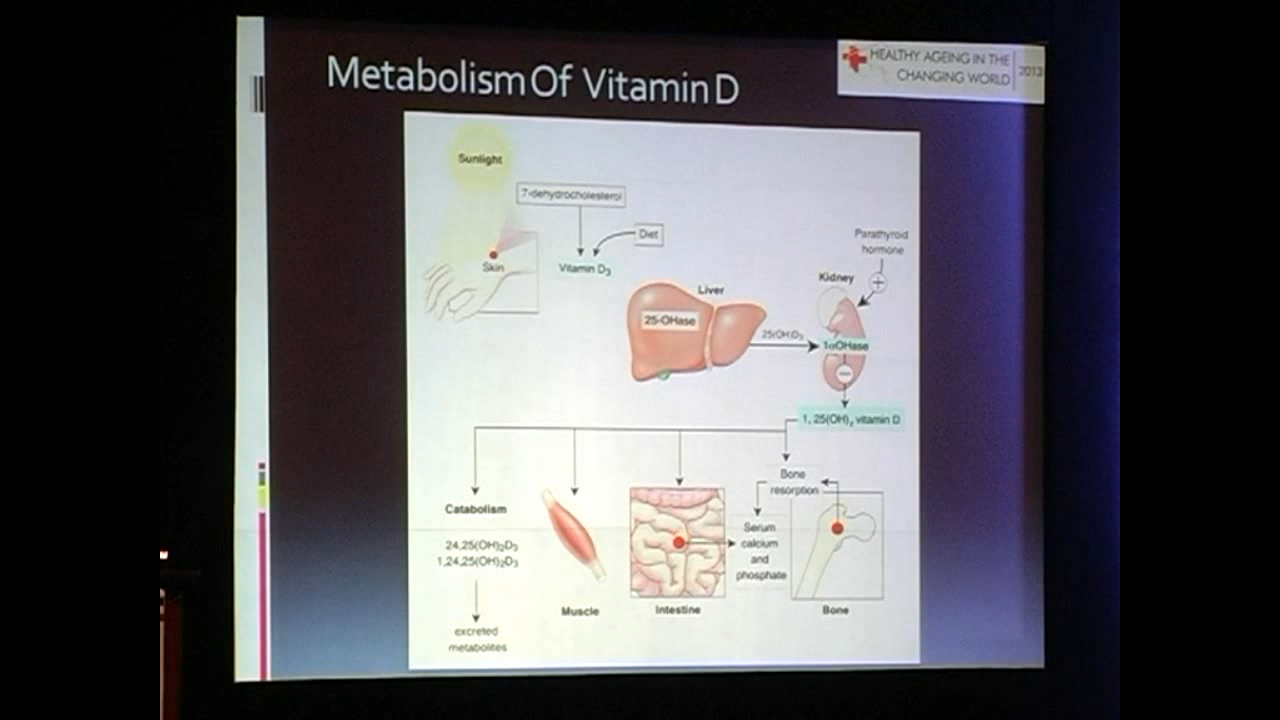 Metabolism Of Vitamin D
HEALTHY AGEING IN THE
CHANGING WORLD
2013
Sunlight
7-dehydrocholesterol
Diet
Skin
Vitamin D₃
Parathyroid
hormone
+
Kidney
Liver
25-OHase
25(OH)D₃
1αOHase
−
1, 25(OH)₂ vitamin D
Bone
resorption
Catabolism
24,25(OH)₂D₃
1,24,25(OH)₂D₃
Serum
calcium
and
phosphate
Muscle
Intestine
Bone
excreted
metabolites